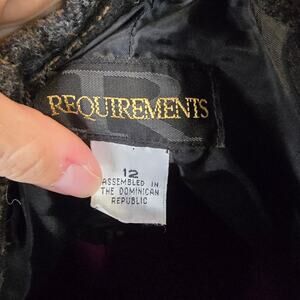 REQUIREMENTS
12
ASSEMBLED IN
THE DOMINICAN
REPUBLIC